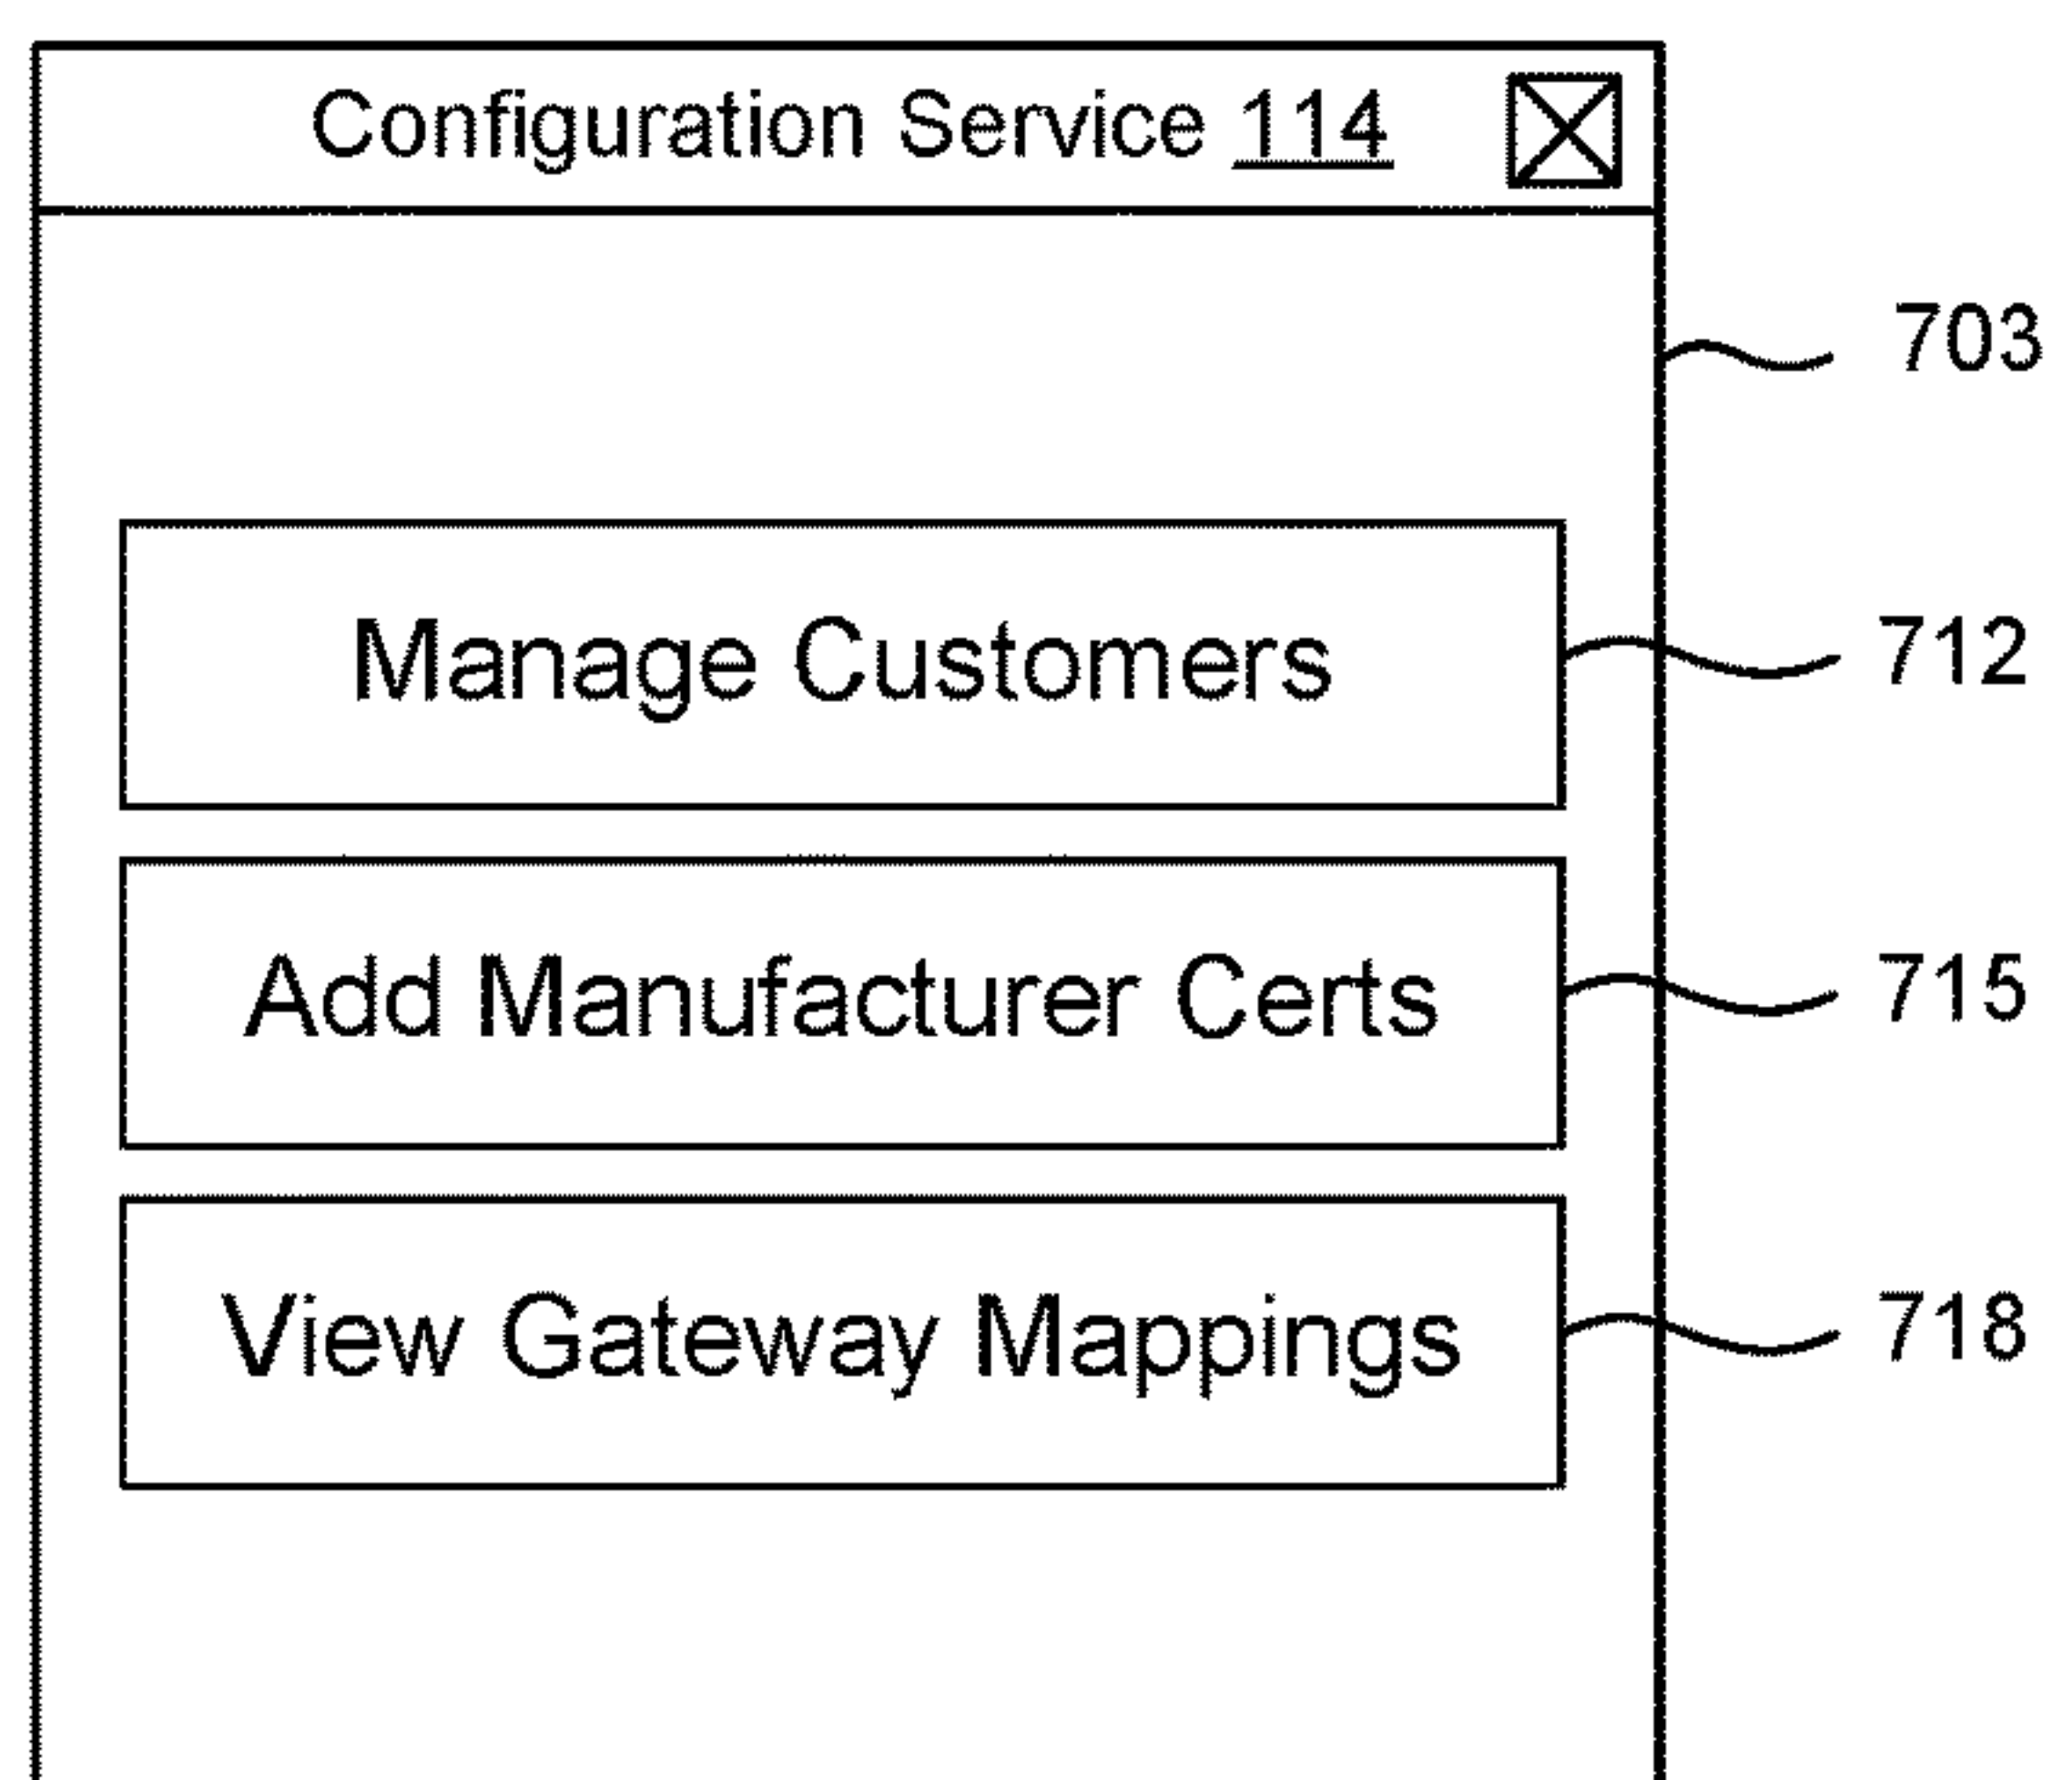 Configuration Service 114
703
Manage Customers 712
Add Manufacturer Certs 715
View Gateway Mappings 718